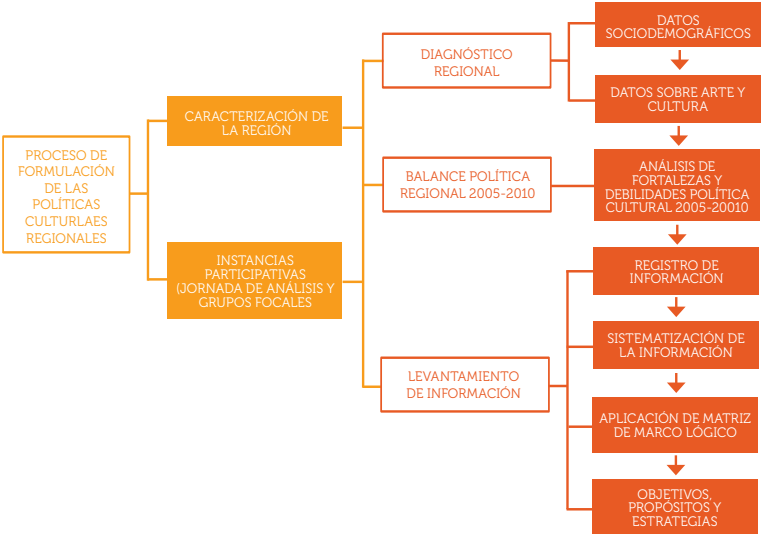 PROCESO DE
FORMULACIÓN
DE LAS
POLÍTICAS
CULTURLAES
REGIONALES
CARACTERIZACIÓN DE
LA REGIÓN
INSTANCIAS
PARTICIPATIVAS
(JORNADA DE ANÁLISIS Y
GRUPOS FOCALES
DIAGNÓSTICO
REGIONAL
BALANCE POLÍTICA
REGIONAL 2005-2010
LEVANTAMIENTO
DE INFORMACIÓN
DATOS
SOCIODEMOGRÁFICOS
DATOS SOBRE ARTE Y
CULTURA
ANÁLISIS DE
FORTALEZAS Y
DEBILIDADES POLÍTICA
CULTURAL 2005-20010
REGISTRO DE
INFORMACIÓN
SISTEMATIZACIÓN DE
LA INFORMACIÓN
APLICACIÓN DE MATRIZ
DE MARCO LÓGICO
OBJETIVOS,
PROPÓSITOS Y
ESTRATEGIAS